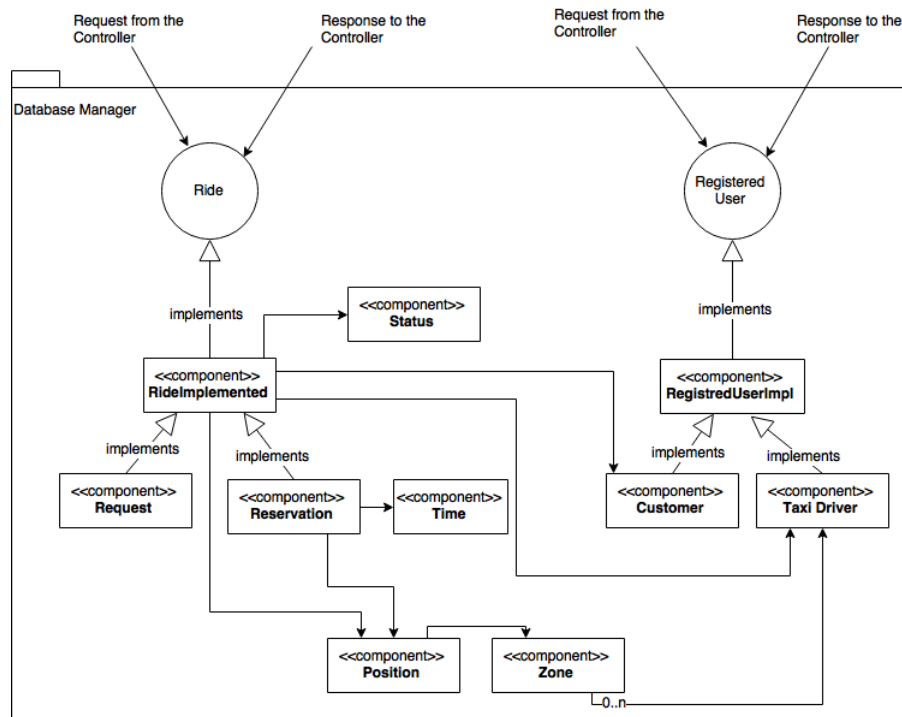 Request from the
Controller
Response to the
Controller
Request from the
Controller
Response to the
Controller
Database Manager
Ride
Registered
User
implements
implements
<<component>>
Status
<<component>>
RideImplemented
<<component>>
RegistredUserImpl
implements
implements
implements
implements
<<component>>
Request
<<component>>
Reservation
<<component>>
Time
<<component>>
Customer
<<component>>
Taxi Driver
<<component>>
Position
<<component>>
Zone
0..n